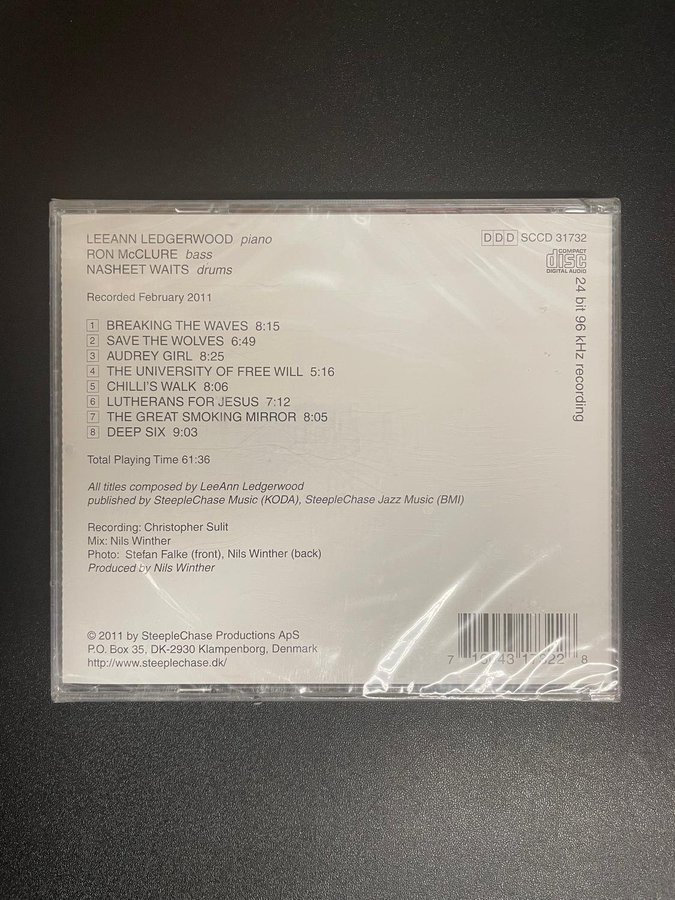 LEEANN LEDGERWOOD piano
RON McCLURE bass
NASHEET WAITS drums
Recorded February 2011
DDD SCCD 31732
COMPACT
disc
DIGITAL AUDIO
24 bit 96 kHz recording
1 BREAKING THE WAVES 8:15
2 SAVE THE WOLVES 6:49
3 AUDREY GIRL 8:25
4 THE UNIVERSITY OF FREE WILL 5:16
5 CHILLI'S WALK 8:06
6 LUTHERANS FOR JESUS 7:12
7 THE GREAT SMOKING MIRROR 8:05
8 DEEP SIX 9:03
Total Playing Time 61:36
All titles composed by LeeAnn Ledgerwood
published by SteepleChase Music (KODA), SteepleChase Jazz Music (BMI)
Recording: Christopher Sulit
Mix: Nils Winther
Photo: Stefan Falke (front), Nils Winther (back)
Produced by Nils Winther
© 2011 by SteepleChase Productions ApS
P.O. Box 35, DK-2930 Klampenborg, Denmark
http://www.steeplechase.dk/
7 8